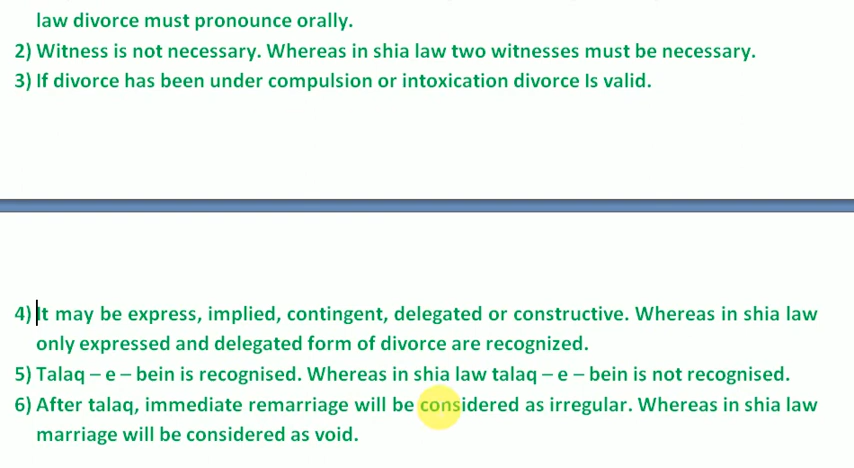 law divorce must pronounce orally.
2) Witness is not necessary. Whereas in shia law two witnesses must be necessary.
3) If divorce has been under compulsion or intoxication divorce Is valid.
4) It may be express, implied, contingent, delegated or constructive. Whereas in shia law
only expressed and delegated form of divorce are recognized.
5) Talaq – e – bein is recognised. Whereas in shia law talaq – e – bein is not recognised.
6) After talaq, immediate remarriage will be considered as irregular. Whereas in shia law
marriage will be considered as void.